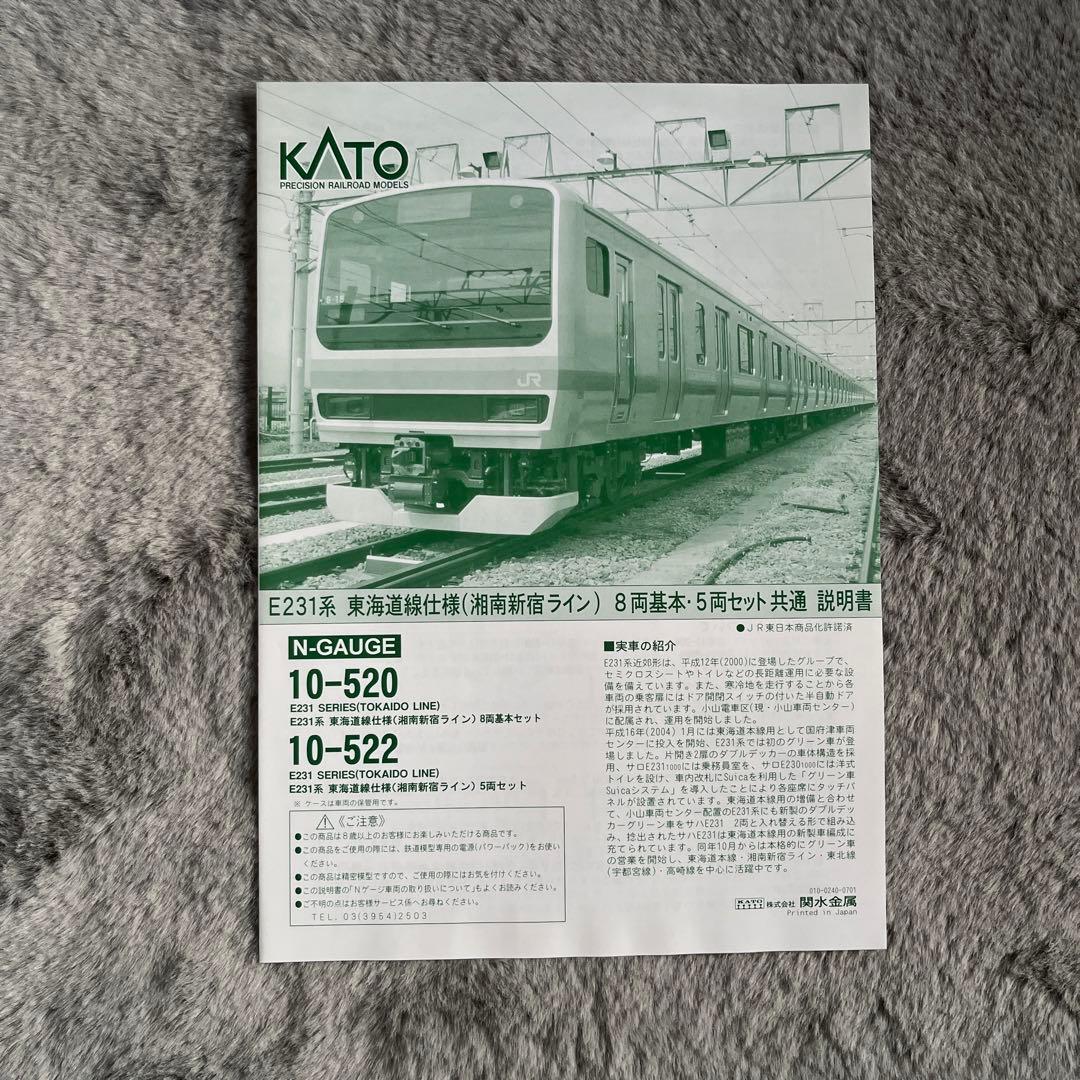 KATO
PRECISION RAILROAD MODELS
JR
E231系 東海道線仕様(湘南新宿ライン) 8両基本・5両セット共通 説明書
●JR東日本商品化許諾済
N-GAUGE
10-520
E231 SERIES(TOKAIDO LINE)
E231系 東海道線仕様(湘南新宿ライン)8両基本セット
10-522
E231 SERIES(TOKAIDO LINE)
E231系 東海道線仕様(湘南新宿ライン)5両セット
※ ケースは車両の保管用です。
《ご注意》
●この商品は8歳以上のお客様にお楽しみいただける商品です。
●この商品をご使用の際には、鉄道模型専用の電源(パワーパック)をお使い
ください。
●この商品は精密模型ですので、ご使用の際にはお気を付けください。
●この説明書の「Nゲージ車両の取り扱いについて」もよくお読みください。
●ご不明の点はお客様サービス係へお尋ねください。
TEL. 03(3954)2503
■実車の紹介
E231系近郊形は、平成12年(2000)に登場したグループで、
セミクロスシートやトイレなどの長距離運用に必要な設
備を備えています。また、寒冷地を走行することから各
車両の乗客扉にはドア開閉スイッチの付いた半自動ドア
が採用されています。小山電車区(現・小山車両センター)
に配属され、運用を開始しました。
平成16年(2004) 1月には東海道本線用として国府津車両
センターに投入を開始、E231系では初のグリーン車が登
場しました。片開き2扉のダブルデッカーの車体構造を採
用、サロE231 1000には乗務員室を、サロE230 1000には洋式
トイレを設け、車内改札にSuicaを利用した「グリーン車
Suicaシステム」を導入したことにより各座席にタッチパ
ネルが設置されています。東海道本線用の増備と合わせ
て、小山車両センター配置のE231系にも新製のダブルデッ
カーグリーン車をサハE231 2両と入れ替える形で組み込
み、捻出されたサハE231は東海道本線用の新製車編成に
充てられています。同年10月からは本格的にグリーン車
の営業を開始し、東海道本線・湘南新宿ライン・東北線
(宇都宮線)・高崎線を中心に活躍中です。
010-0240-0701
KATO 株式会社 関水金属
Printed in Japan